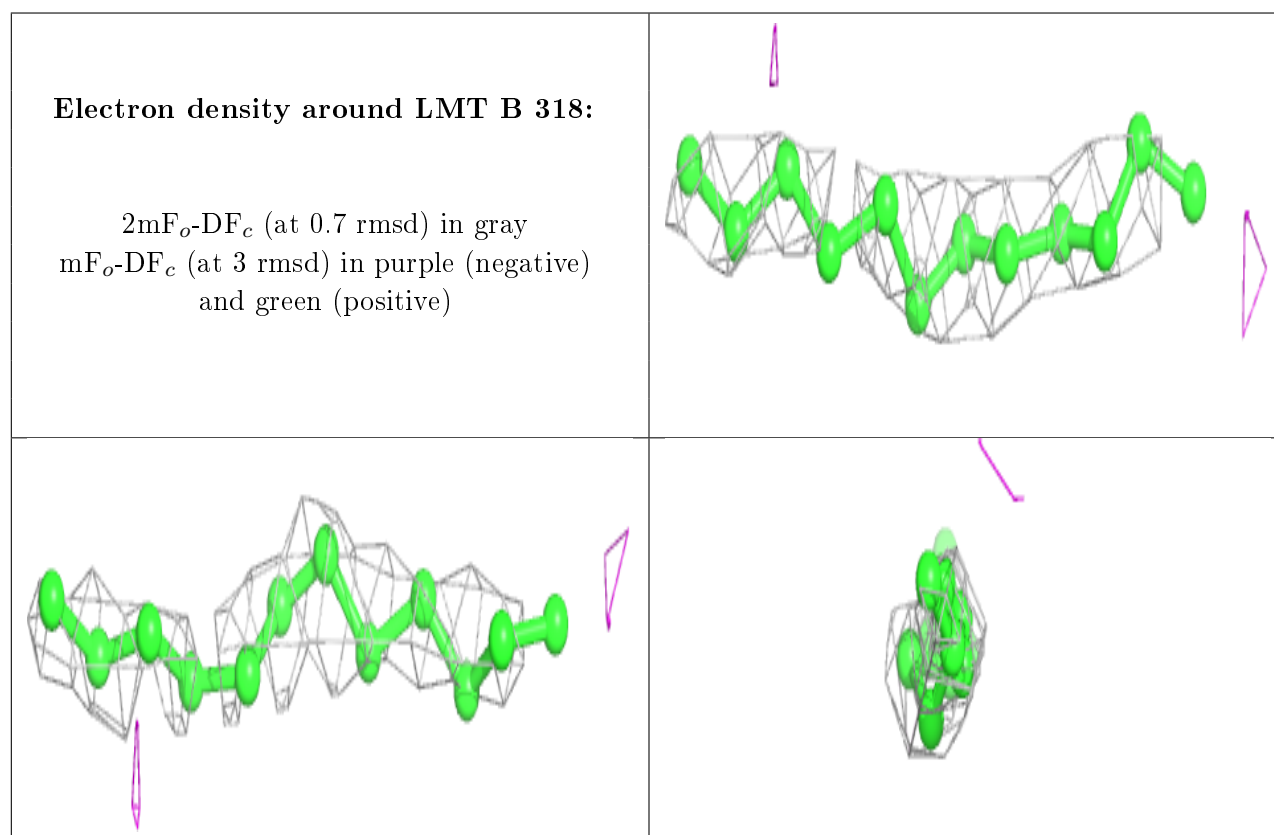 Electron density around LMT B 318:
2mFₒ-DF𝒸 (at 0.7 rmsd) in gray
mFₒ-DF𝒸 (at 3 rmsd) in purple (negative)
and green (positive)